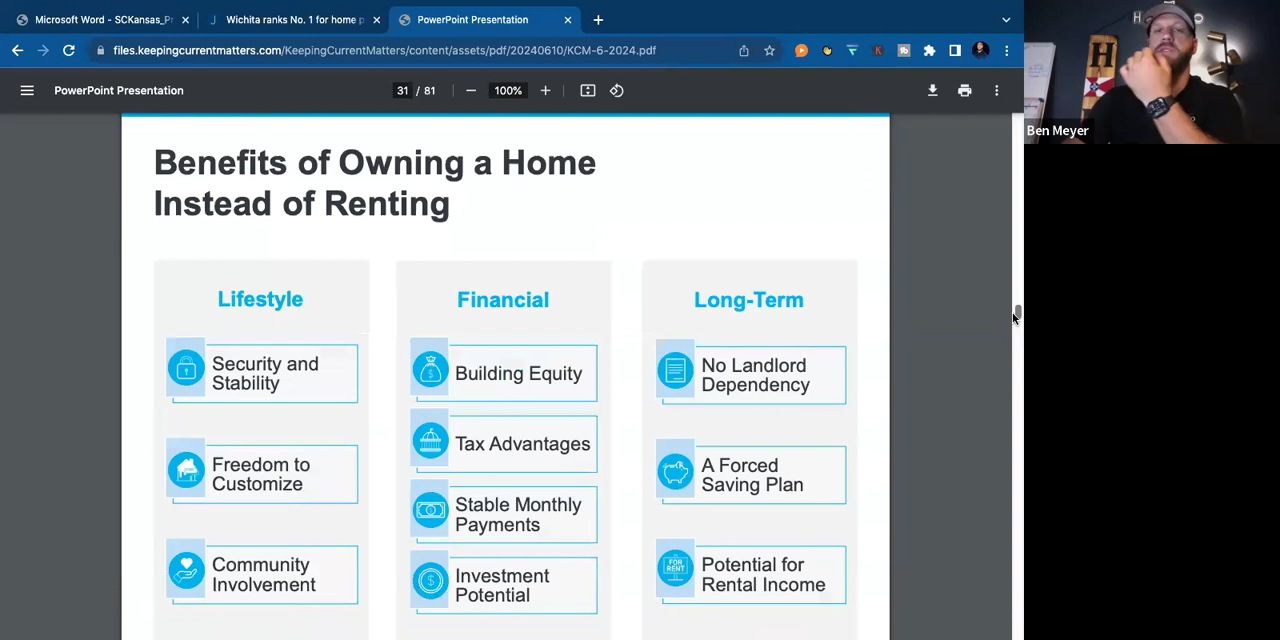 Microsoft Word - SCKansas_Pr
Wichita ranks No. 1 for home p
PowerPoint Presentation
files.keepingcurrentmatters.com/KeepingCurrentMatters/content/assets/pdf/20240610/KCM-6-2024.pdf
PowerPoint Presentation
31 / 81
100%
Ben Meyer
H
Benefits of Owning a Home
Instead of Renting
Lifestyle
Security and
Stability
Freedom to
Customize
Community
Involvement
Financial
Building Equity
Tax Advantages
Stable Monthly
Payments
Investment
Potential
Long-Term
No Landlord
Dependency
A Forced
Saving Plan
FOR
RENT
Potential for
Rental Income